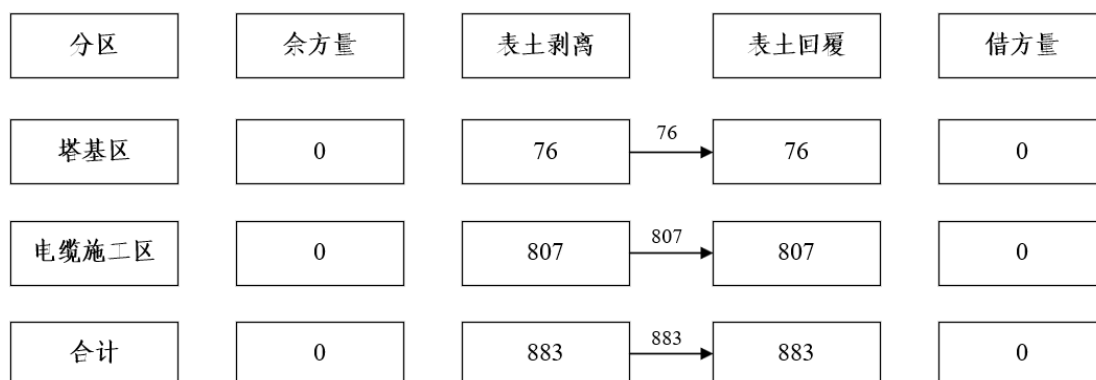 分区 余方量 表土剥离 表土回覆 借方量
塔基区 0 76 76 76 0
电缆施工区 0 807 807 807 0
合计 0 883 883 883 0